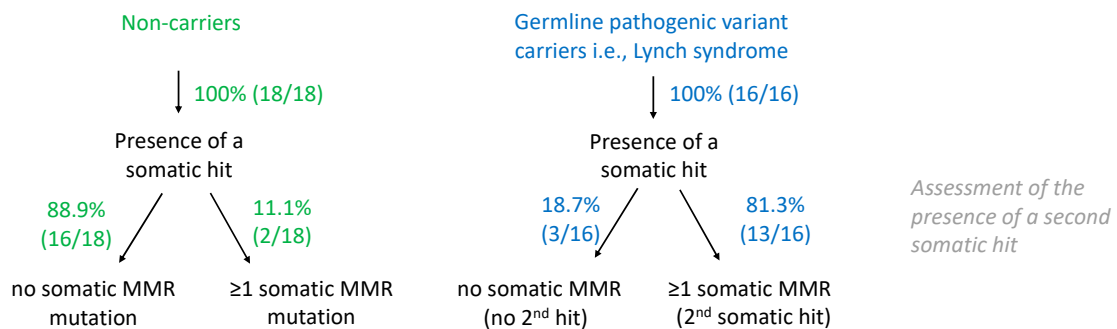 Non-carriers
100% (18/18)
Presence of a
somatic hit
88.9%
(16/18)
11.1%
(2/18)
no somatic MMR
mutation
≥1 somatic MMR
mutation
Germline pathogenic variant
carriers i.e., Lynch syndrome
100% (16/16)
Presence of a
somatic hit
18.7%
(3/16)
81.3%
(13/16)
no somatic MMR
(no 2nd hit)
≥1 somatic MMR
(2nd somatic hit)
Assessment of the
presence of a second
somatic hit